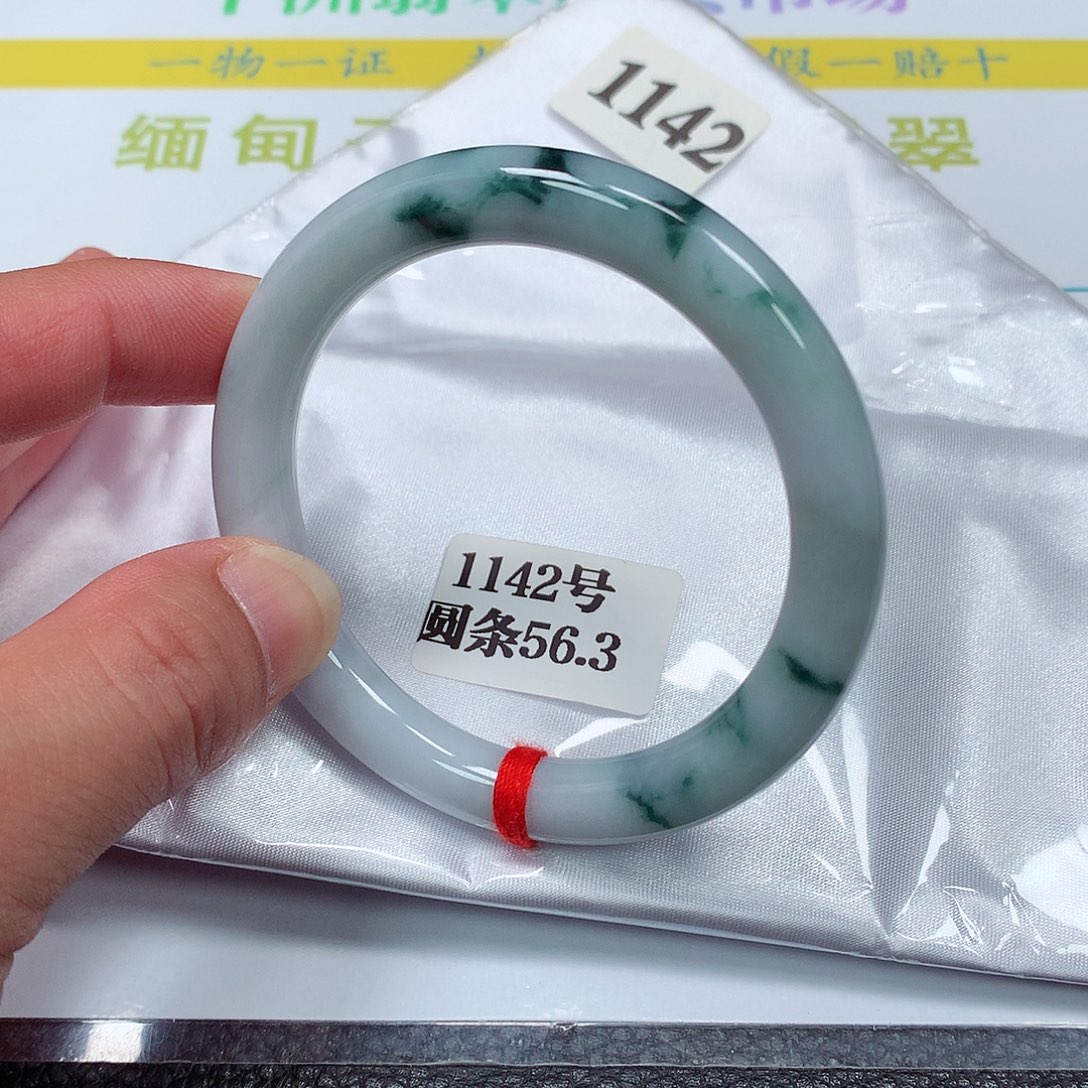 一物一证 假一赔十
缅甸 翠
1142
1142号
圆条56.3